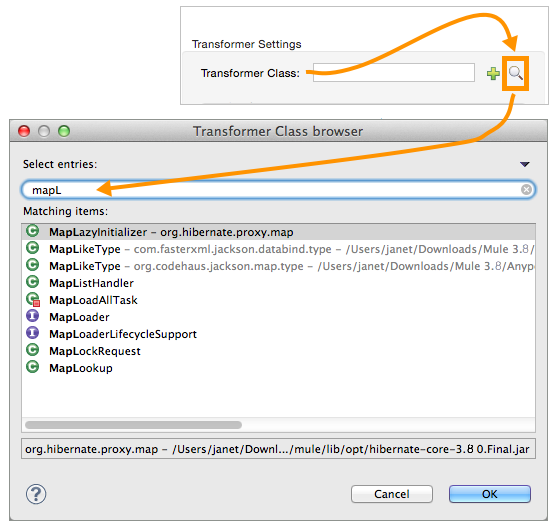 Transformer Settings
Transformer Class:
Transformer Class browser
Select entries:
mapL
Matching items:
MapLazyInitializer - org.hibernate.proxy.map
MapLikeType - com.fasterxml.jackson.databind.type - /Users/janet/Downloads/Mule 3.8/
MapLikeType - org.codehaus.jackson.map.type - /Users/janet/Downloads/Mule 3.8/Anyp
MapListHandler
MapLoadAllTask
MapLoader
MapLoaderLifecycleSupport
MapLockRequest
MapLookup
org.hibernate.proxy.map - /Users/janet/Downl.../mule/lib/opt/hibernate-core-3.8 0.Final.jar
? Cancel OK